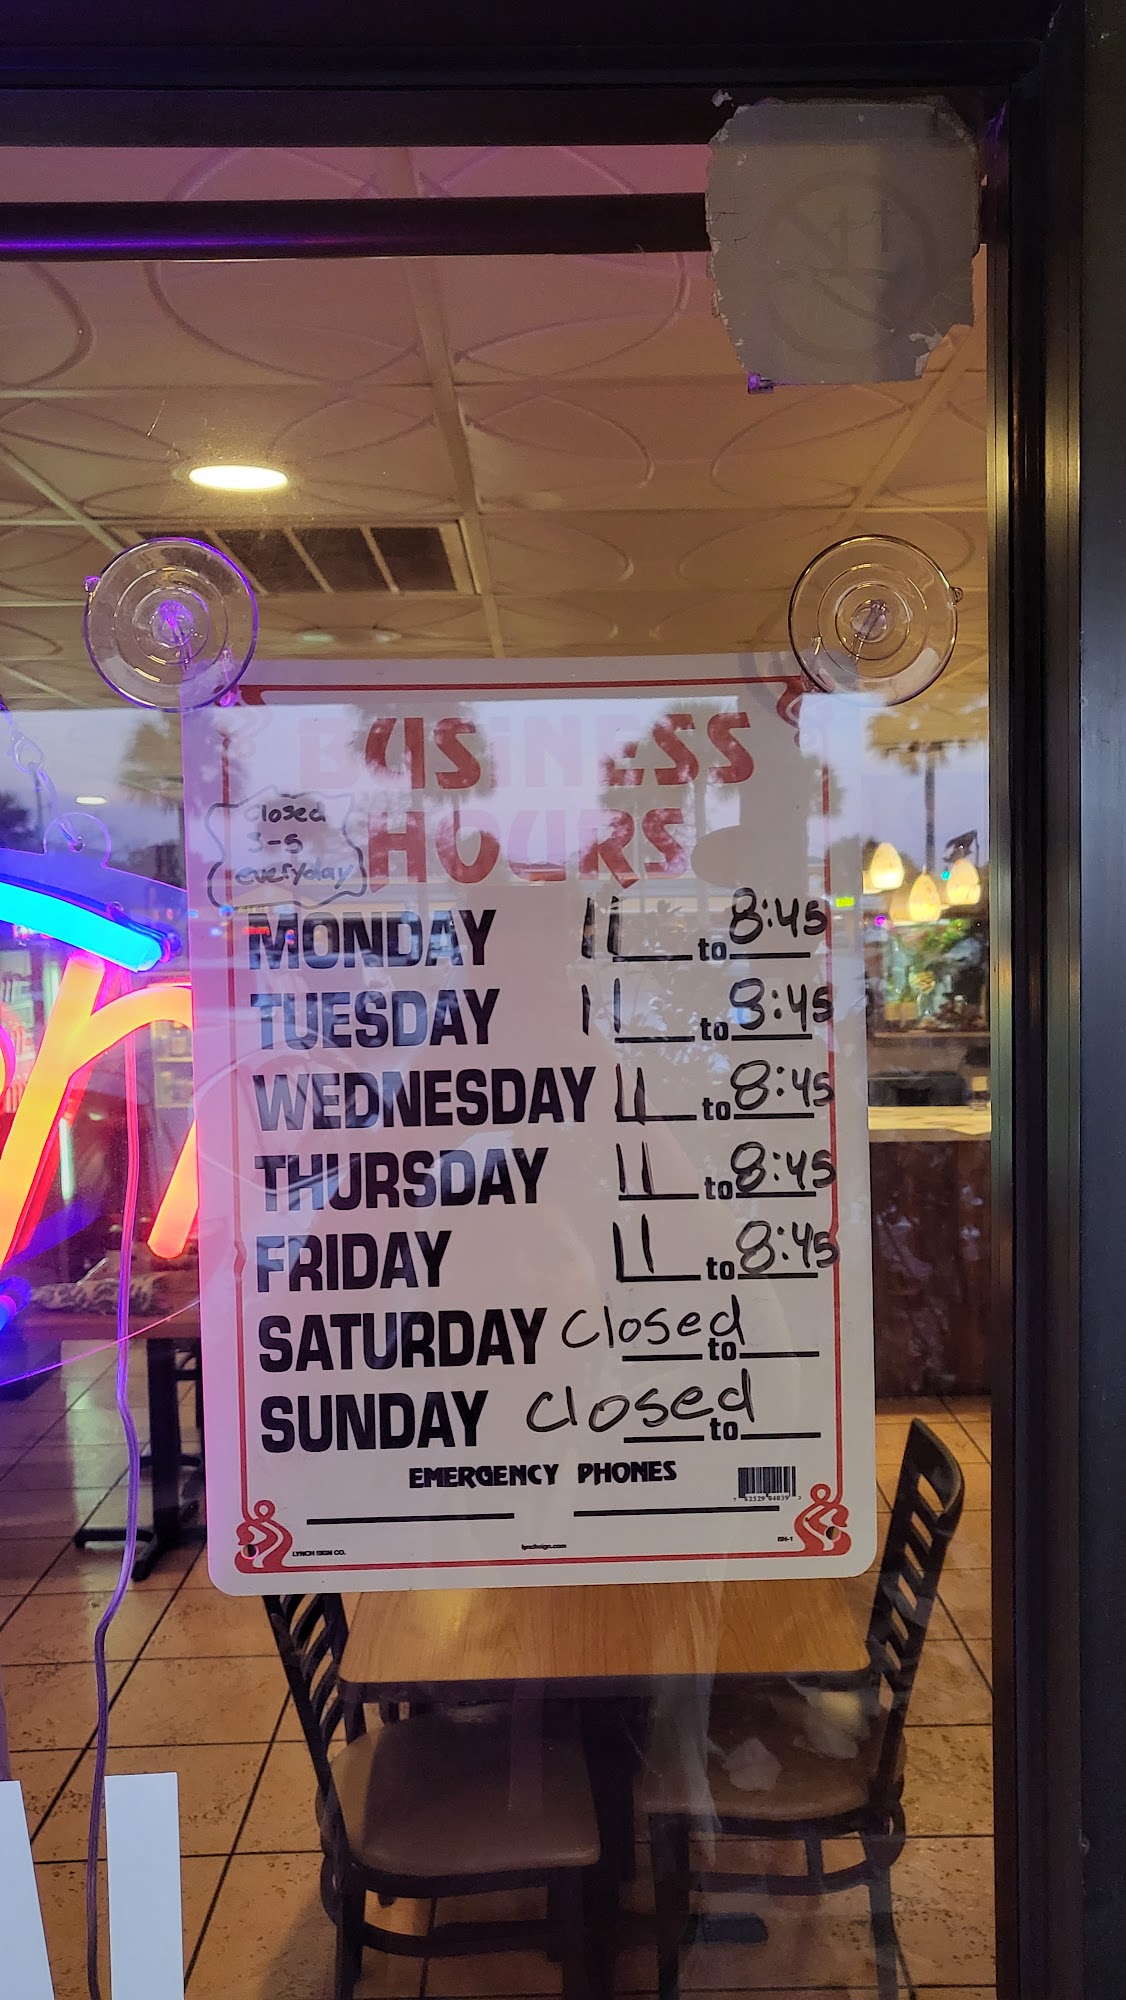 BUSINESS
HOURS
closed
3-5
everyday
MONDAY 11 to 8:45
TUESDAY 11 to 8:45
WEDNESDAY 11 to 8:45
THURSDAY 11 to 8:45
FRIDAY 11 to 8:45
SATURDAY closed to
SUNDAY closed to
EMERGENCY PHONES
LYNCH SIGN CO.
lynchsign.com